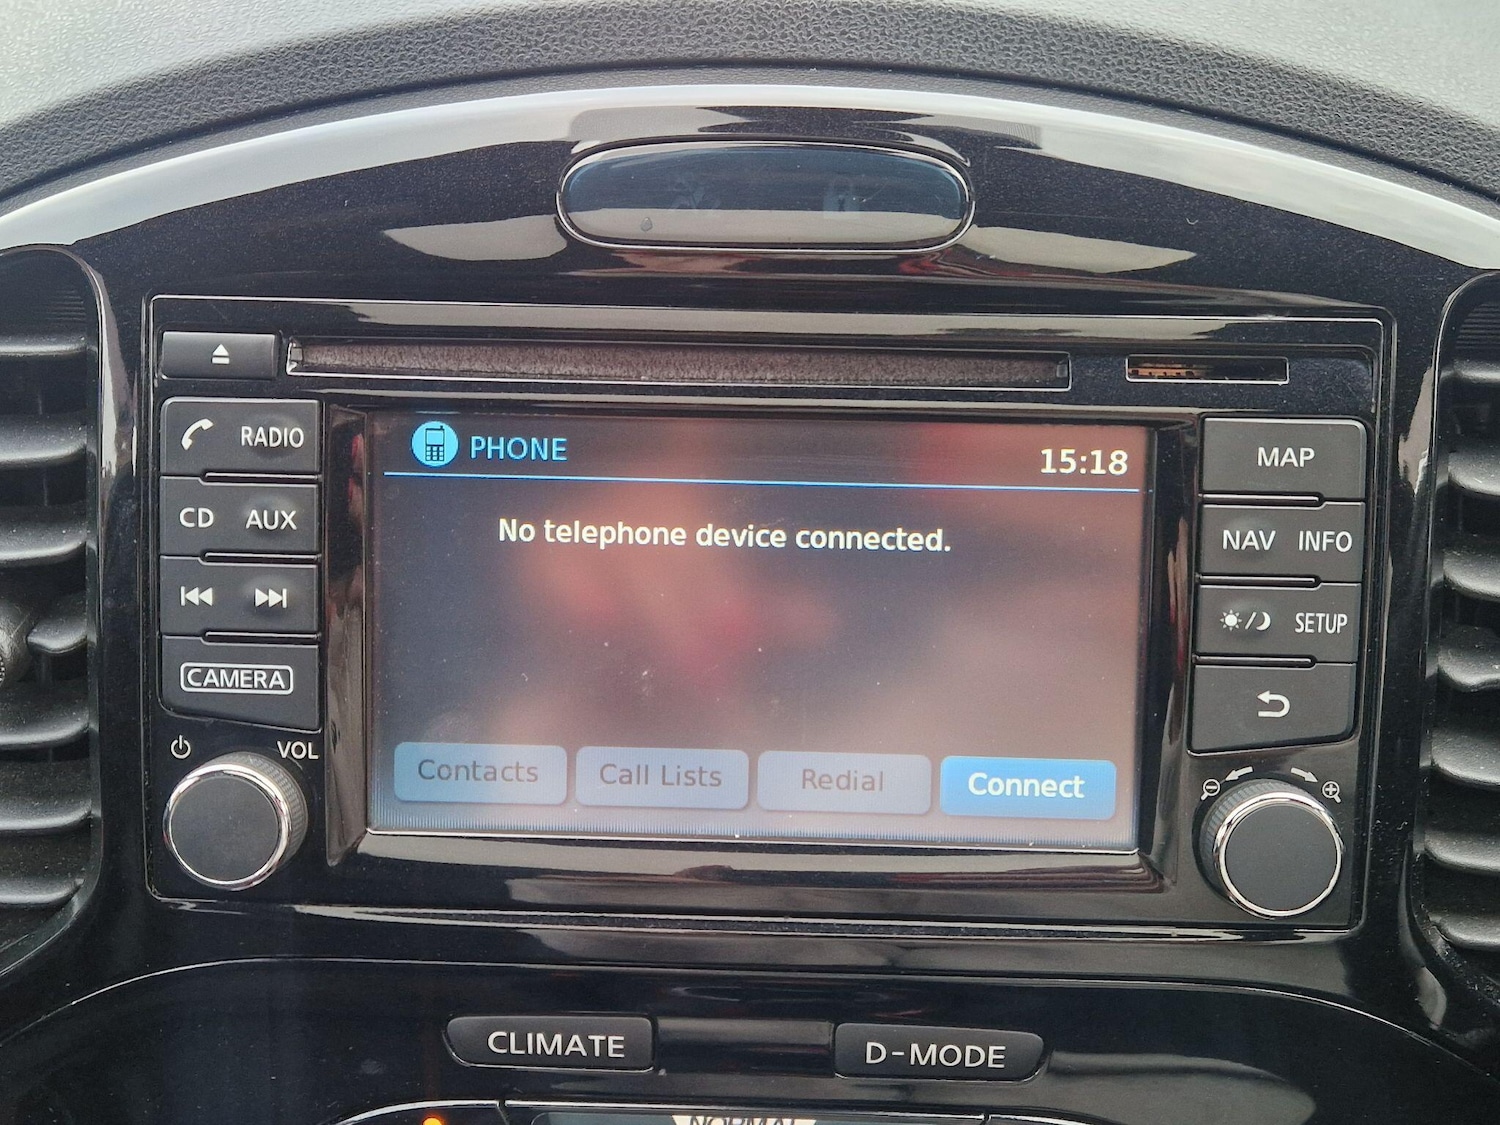 RADIO
CD AUX
CAMERA
VOL
PHONE
15:18
No telephone device connected.
Contacts Call Lists Redial Connect
MAP
NAV INFO
SETUP
CLIMATE
D-MODE
NORMAL